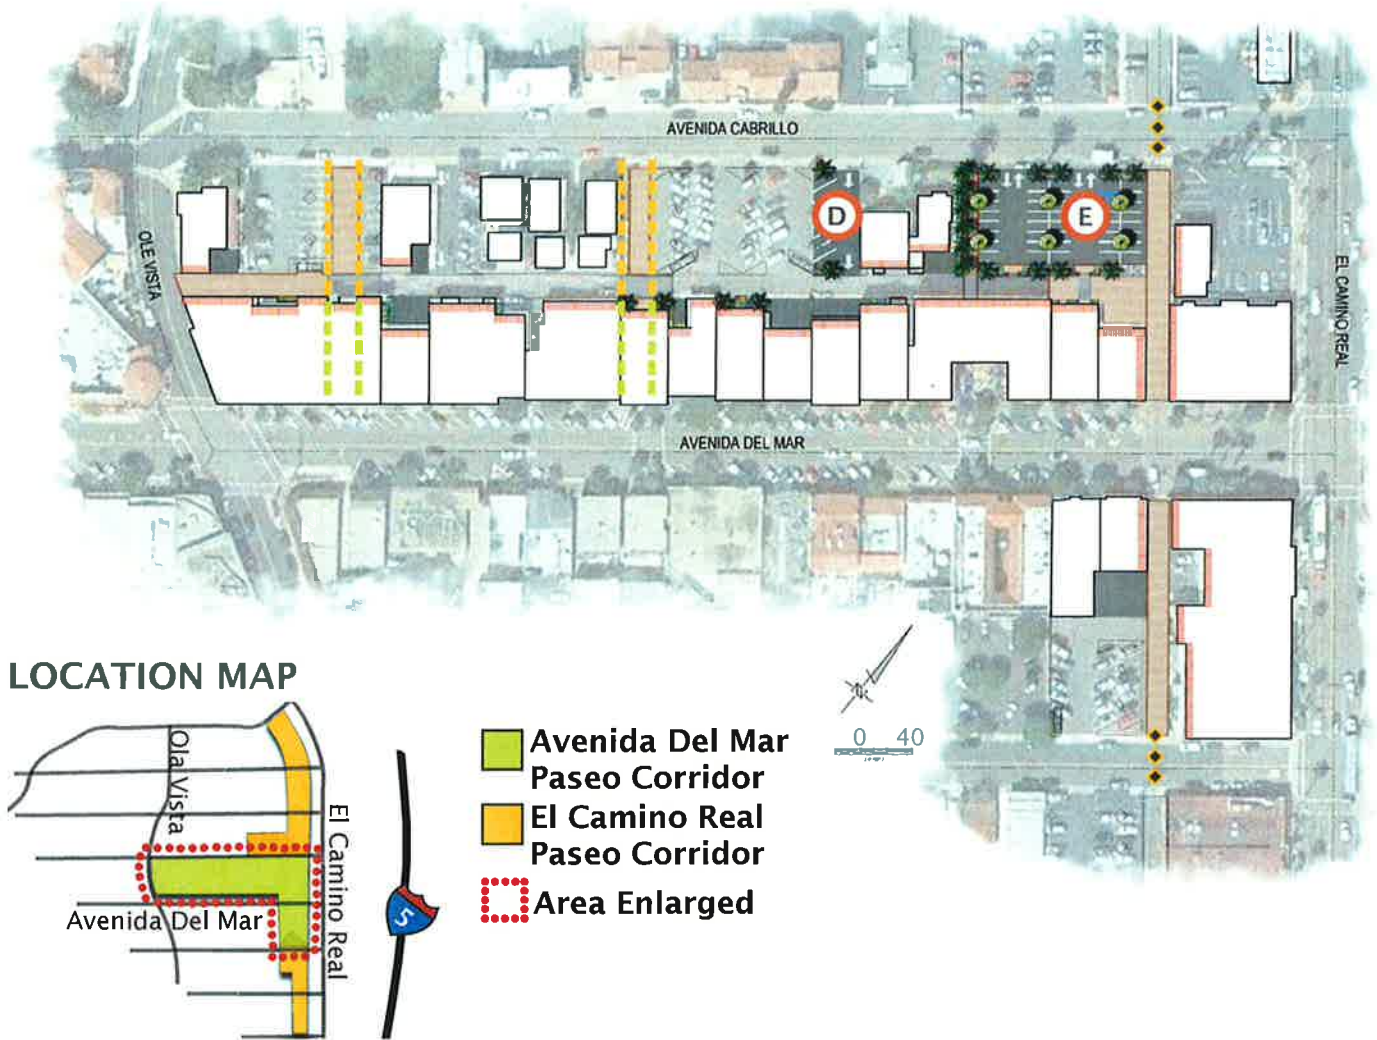 AVENIDA CABRILLO
D
E
OLE VISTA
EL CAMINO REAL
AVENIDA DEL MAR
LOCATION MAP
Ola Vista
El Camino Real
Avenida Del Mar
5
Avenida Del Mar
Paseo Corridor
El Camino Real
Paseo Corridor
Area Enlarged
0 40